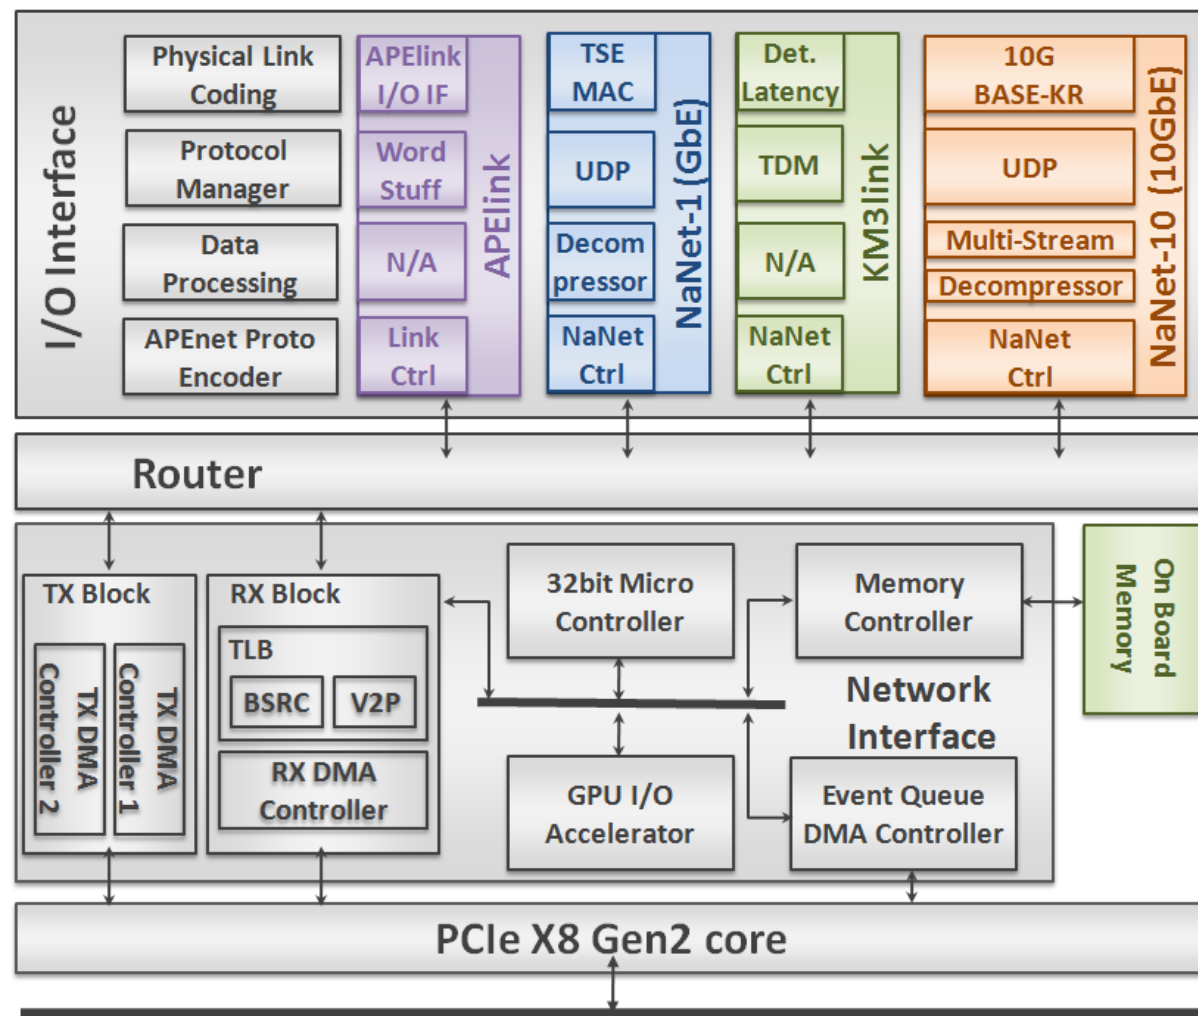 I/O Interface
Physical Link
Coding
Protocol
Manager
Data
Processing
APEnet Proto
Encoder
APElink
I/O IF
Word
Stuff
N/A
Link
Ctrl
APElink
TSE
MAC
UDP
Decom
pressor
NaNet
Ctrl
NaNet-1 (GbE)
Det.
Latency
TDM
N/A
NaNet
Ctrl
KM3link
10G
BASE-KR
UDP
Multi-Stream
Decompressor
NaNet
Ctrl
NaNet-10 (10GbE)
Router
TX Block
TX DMA
Controller 2
TX DMA
Controller 1
RX Block
TLB
BSRC
V2P
RX DMA
Controller
32bit Micro
Controller
GPU I/O
Accelerator
Memory
Controller
Network
Interface
Event Queue
DMA Controller
On Board
Memory
PCIe X8 Gen2 core